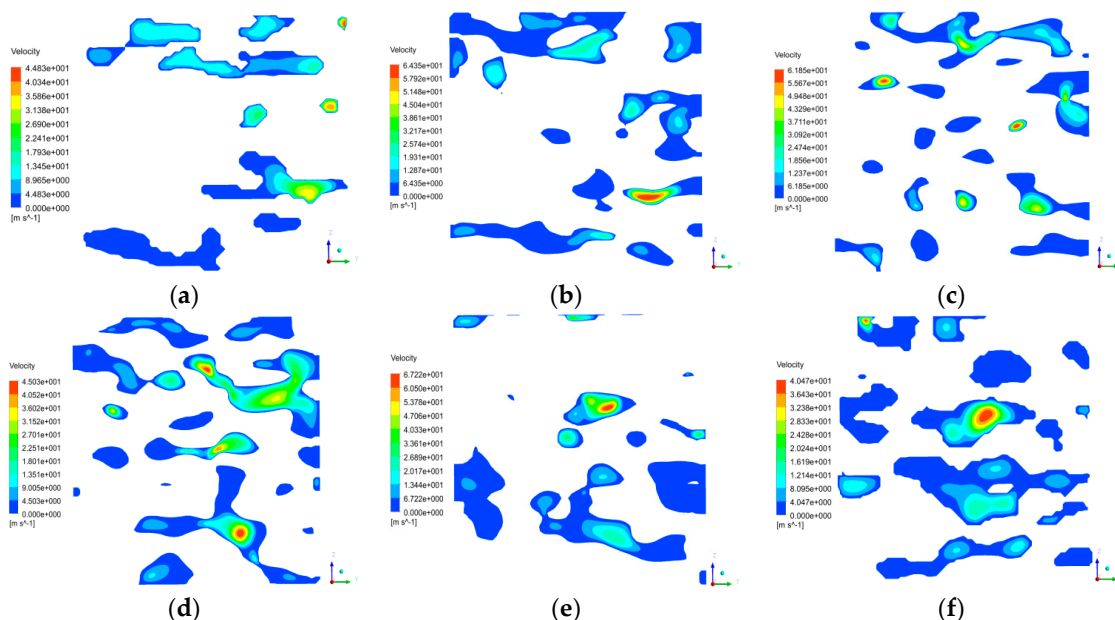 Velocity
4.483e+001
4.034e+001
3.586e+001
3.138e+001
2.690e+001
2.241e+001
1.793e+001
1.345e+001
8.965e+000
4.483e+000
0.000e+000
[m s^-1]
Z
Y
(a)
Velocity
6.435e+001
5.792e+001
5.148e+001
4.504e+001
3.861e+001
3.217e+001
2.574e+001
1.931e+001
1.287e+001
6.435e+000
0.000e+000
[m s^-1]
Z
Y
(b)
Velocity
6.185e+001
5.567e+001
4.948e+001
4.329e+001
3.711e+001
3.092e+001
2.474e+001
1.856e+001
1.237e+001
6.185e+000
0.000e+000
[m s^-1]
Z
Y
(c)
Velocity
4.503e+001
4.052e+001
3.602e+001
3.152e+001
2.701e+001
2.251e+001
1.801e+001
1.351e+001
9.005e+000
4.503e+000
0.000e+000
[m s^-1]
Z
Y
(d)
Velocity
6.722e+001
6.050e+001
5.378e+001
4.706e+001
4.033e+001
3.361e+001
2.689e+001
2.017e+001
1.344e+001
6.722e+000
0.000e+000
[m s^-1]
Z
Y
(e)
Velocity
4.047e+001
3.643e+001
3.238e+001
2.833e+001
2.428e+001
2.024e+001
1.619e+001
1.214e+001
8.095e+000
4.047e+000
0.000e+000
[m s^-1]
Z
Y
(f)